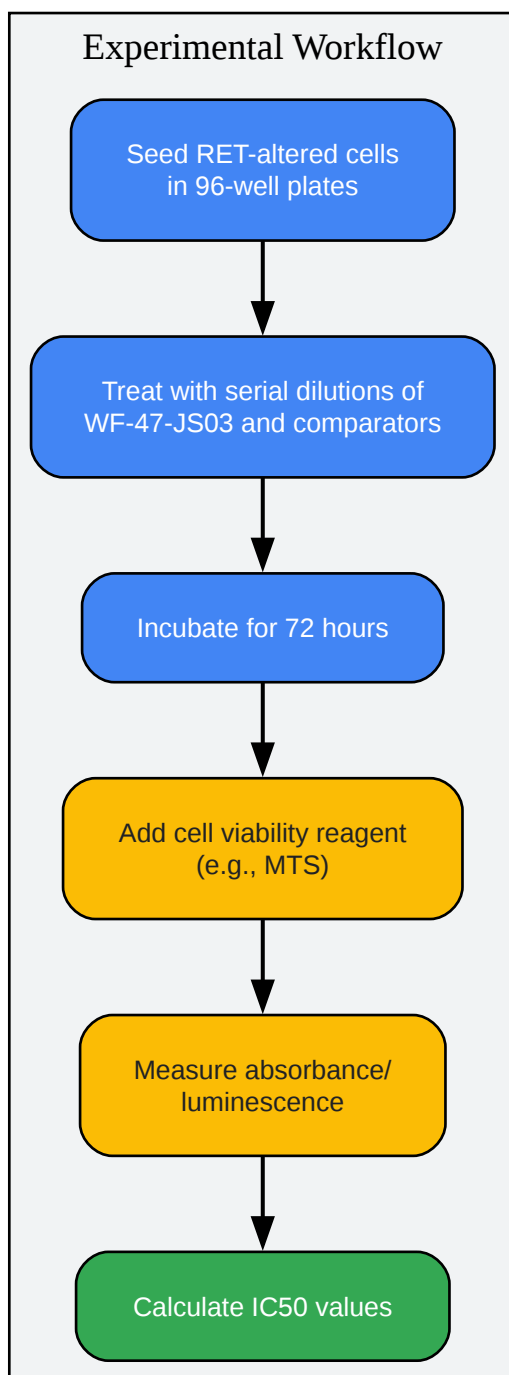 Experimental Workflow
Seed RET-altered cells
in 96-well plates
Treat with serial dilutions of
WF-47-JS03 and comparators
Incubate for 72 hours
Add cell viability reagent
(e.g., MTS)
Measure absorbance/
luminescence
Calculate IC50 values